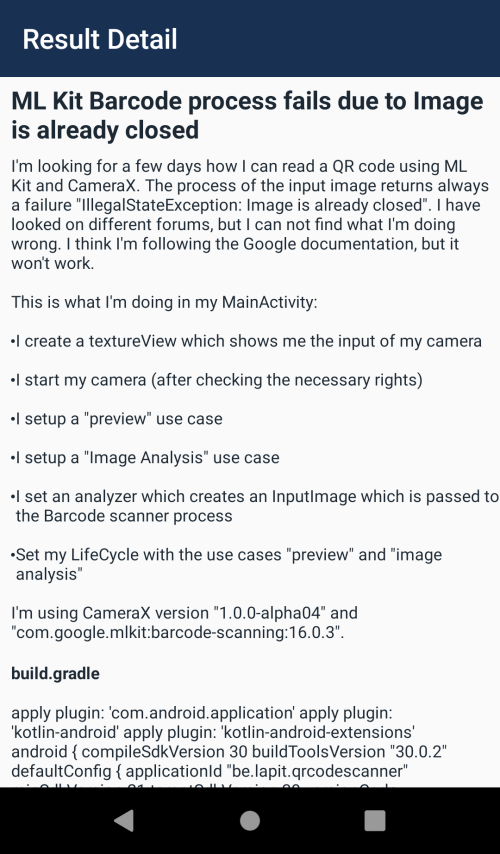 Result Detail
ML Kit Barcode process fails due to Image
is already closed
I'm looking for a few days how I can read a QR code using ML
Kit and CameraX. The process of the input image returns always
a failure "IllegalStateException: Image is already closed". I have
looked on different forums, but I can not find what I'm doing
wrong. I think I'm following the Google documentation, but it
won't work.
This is what I'm doing in my MainActivity:
•I create a textureView which shows me the input of my camera
•I start my camera (after checking the necessary rights)
•I setup a "preview" use case
•I setup a "Image Analysis" use case
•I set an analyzer which creates an InputImage which is passed to
the Barcode scanner process
•Set my LifeCycle with the use cases "preview" and "image
analysis"
I'm using CameraX version "1.0.0-alpha04" and
"com.google.mlkit:barcode-scanning:16.0.3".
build.gradle
apply plugin: 'com.android.application' apply plugin:
'kotlin-android' apply plugin: 'kotlin-android-extensions'
android { compileSdkVersion 30 buildToolsVersion "30.0.2"
defaultConfig { applicationId "be.lapit.qrcodescanner"